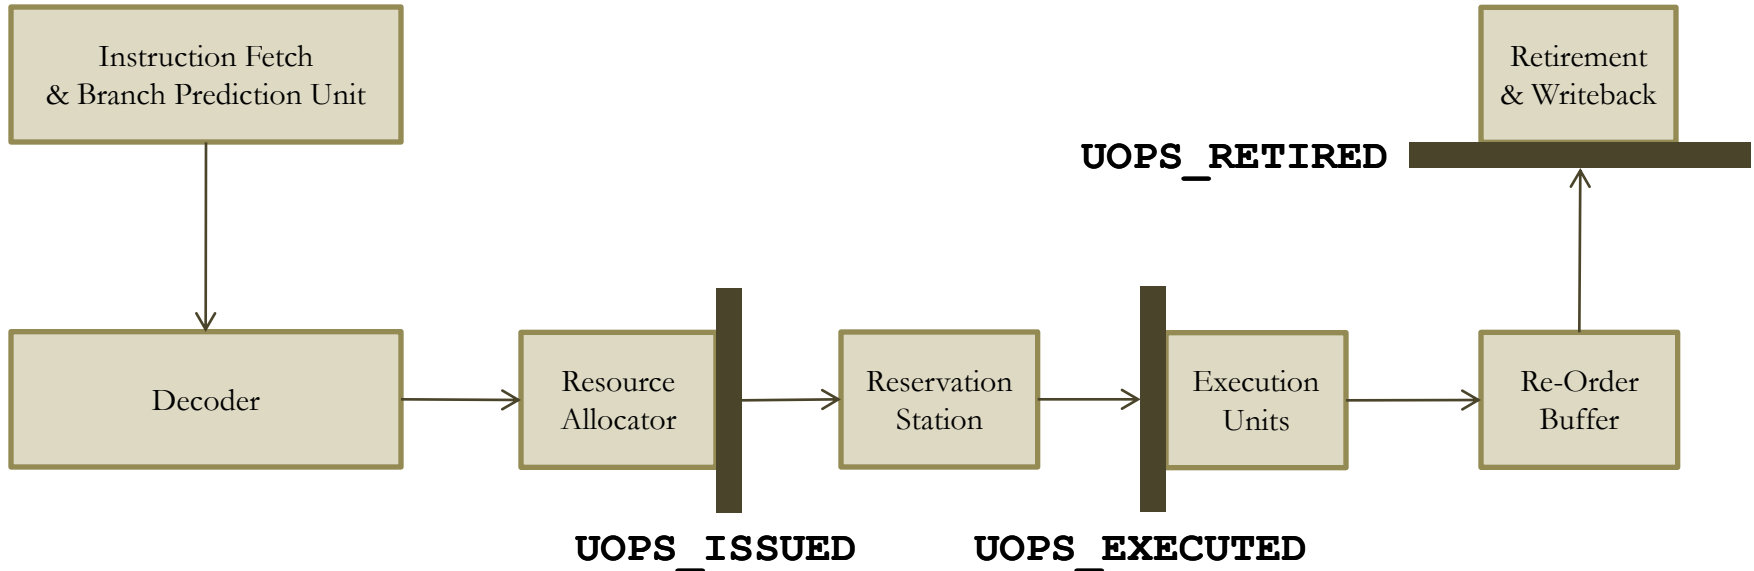 Instruction Fetch
& Branch Prediction Unit
Retirement
& Writeback
UOPS_RETIRED
Decoder
Resource
Allocator
Reservation
Station
Execution
Units
Re-Order
Buffer
UOPS_ISSUED
UOPS_EXECUTED